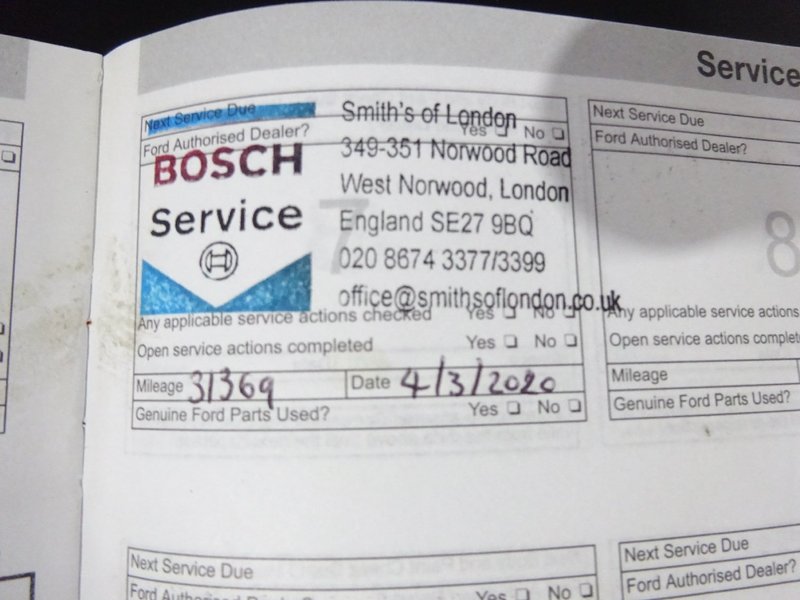 Service
Next Service Due
Ford Authorised Dealer? Yes No
BOSCH
Service
Smith's of London
349-351 Norwood Road
West Norwood, London
England SE27 9BQ
020 8674 3377/3399
office@smithsoflondon.co.uk
7
Any applicable service actions checked Yes No
Open service actions completed Yes No
Mileage 31369 Date 4/3/2020
Genuine Ford Parts Used? Yes No
Next Service Due
Ford Authorised Dealer?
8
Any applicable service actions
Open service actions
Mileage
Genuine Ford Parts Used?
Next Service Due
Ford Yes No
Next Service Due
Ford Authorised Dealer?